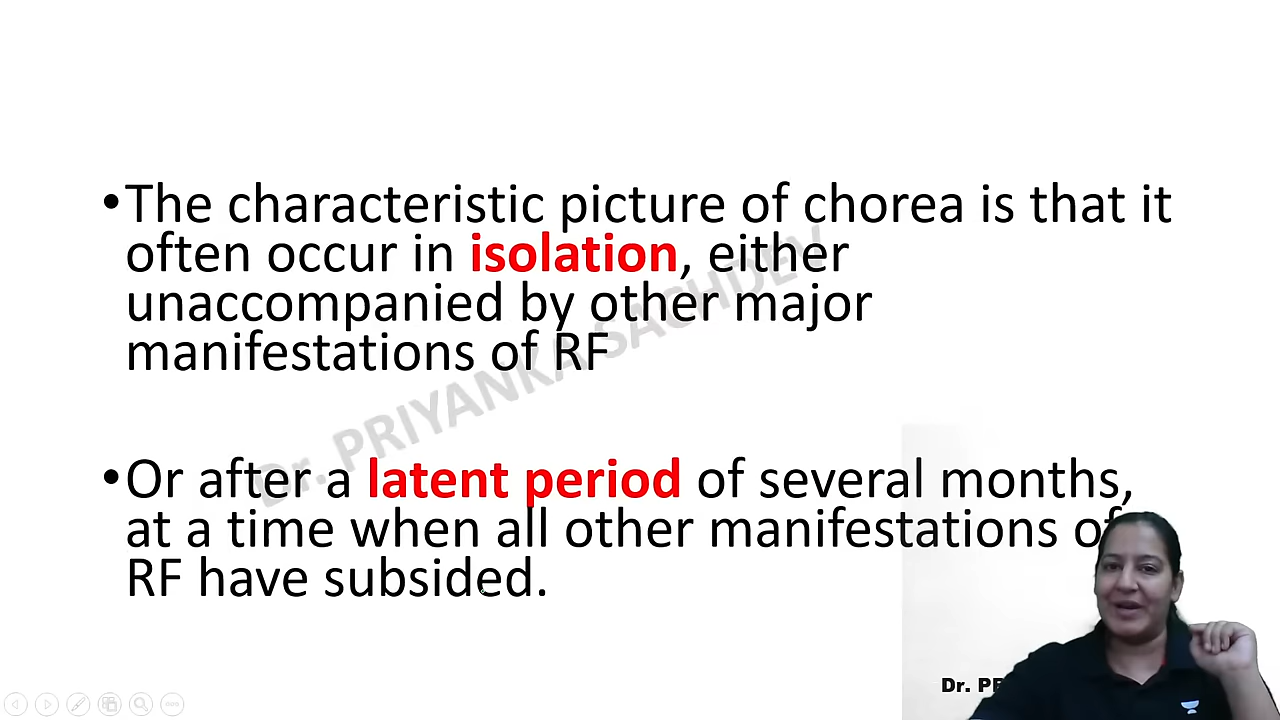 •The characteristic picture of chorea is that it
often occur in isolation, either
unaccompanied by other major
manifestations of RF
•Or after a latent period of several months,
at a time when all other manifestations of
RF have subsided.
Dr. PRIYANKA SACHDEV
Dr.